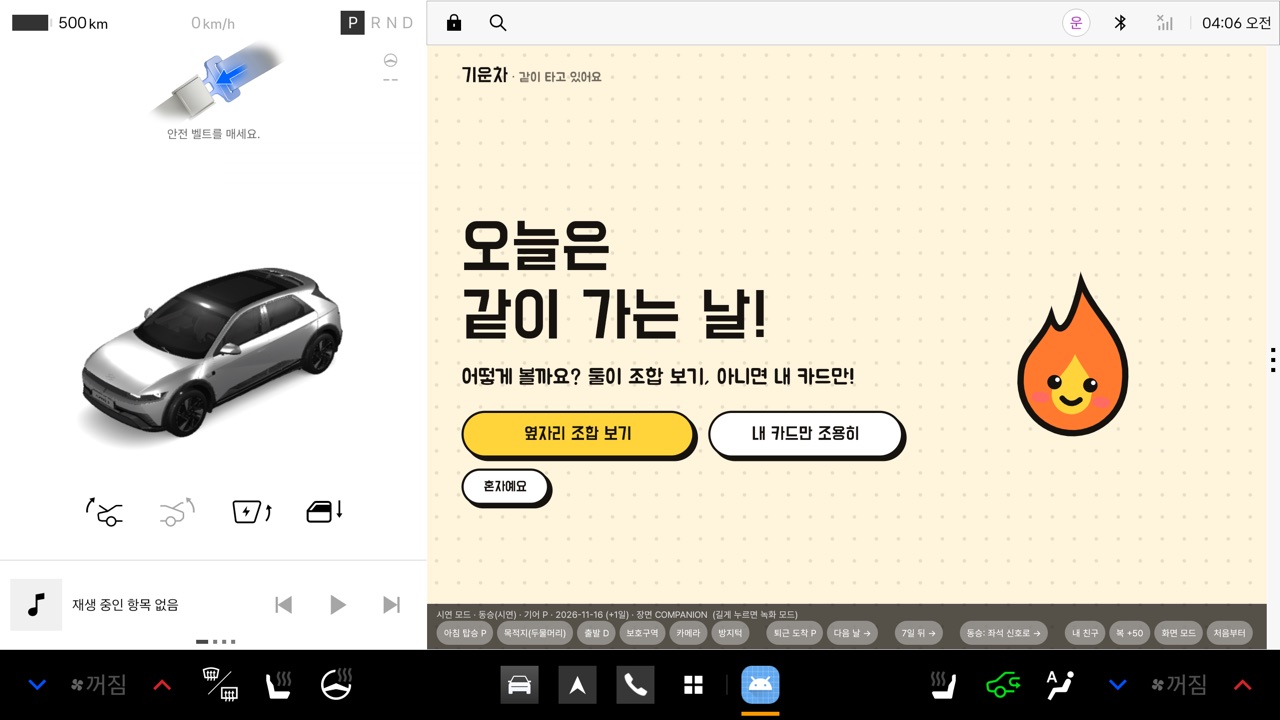 500 km
0 km/h
P R N D
운
04:06 오전
--
안전 벨트를 매세요.
기운차 · 같이 타고 있어요
오늘은
같이 가는 날!
어떻게 볼까요? 둘이 조합 보기, 아니면 내 카드만!
옆자리 조합 보기
내 카드만 조용히
혼자예요
재생 중인 항목 없음
시연 모드 · 동승(시연) · 기어 P · 2026-11-16 (+1일) · 장면 COMPANION (길게 누르면 녹화 모드)
아침 탑승 P
목적지(두물머리)
출발 D
보호구역
카메라
방지턱
퇴근 도착 P
다음 날 →
7일 뒤 →
동승: 좌석 신호로 →
내 친구
복 +50
화면 모드
처음부터
꺼짐
A
꺼짐